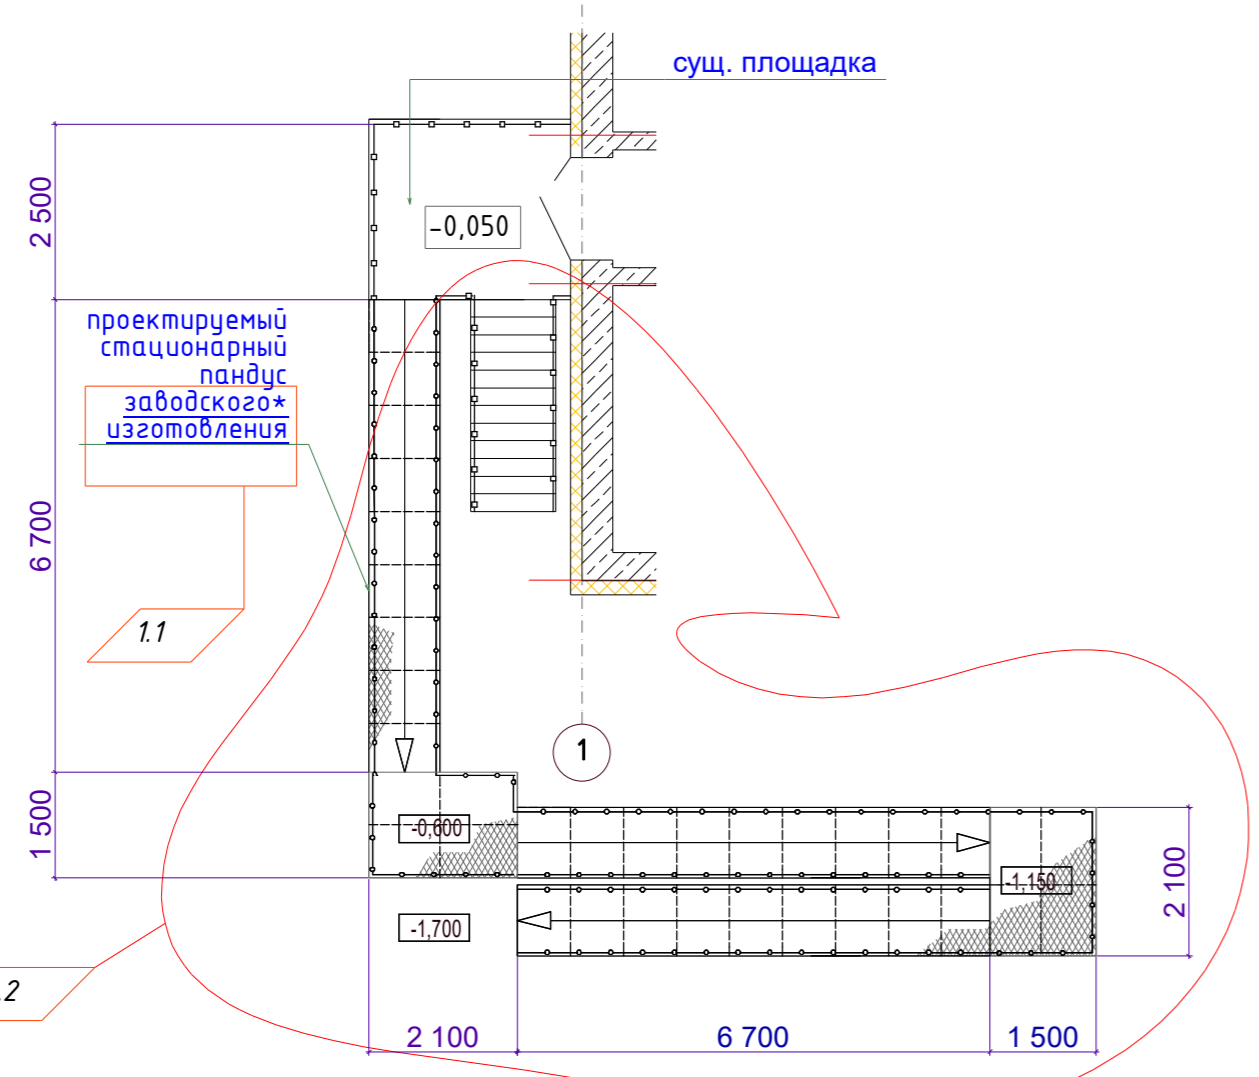 сущ. площадка
2 500
-0,050
проектируемый
стационарный
пандус
заводского*
изготовления
6 700
1.1
1
1 500
-0,600
-1,150
2 100
-1,700
.2
2 100
6 700
1 500